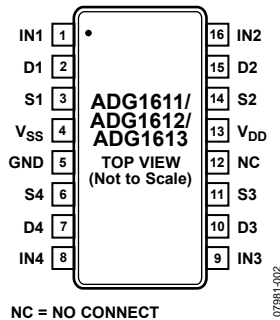 IN1 1 16 IN2
D1 2 15 D2
S1 3 14 S2
VSS 4 13 VDD
GND 5 12 NC
S4 6 11 S3
D4 7 10 D3
IN4 8 9 IN3
ADG1611/
ADG1612/
ADG1613
TOP VIEW
(Not to Scale)
NC = NO CONNECT
07981-002